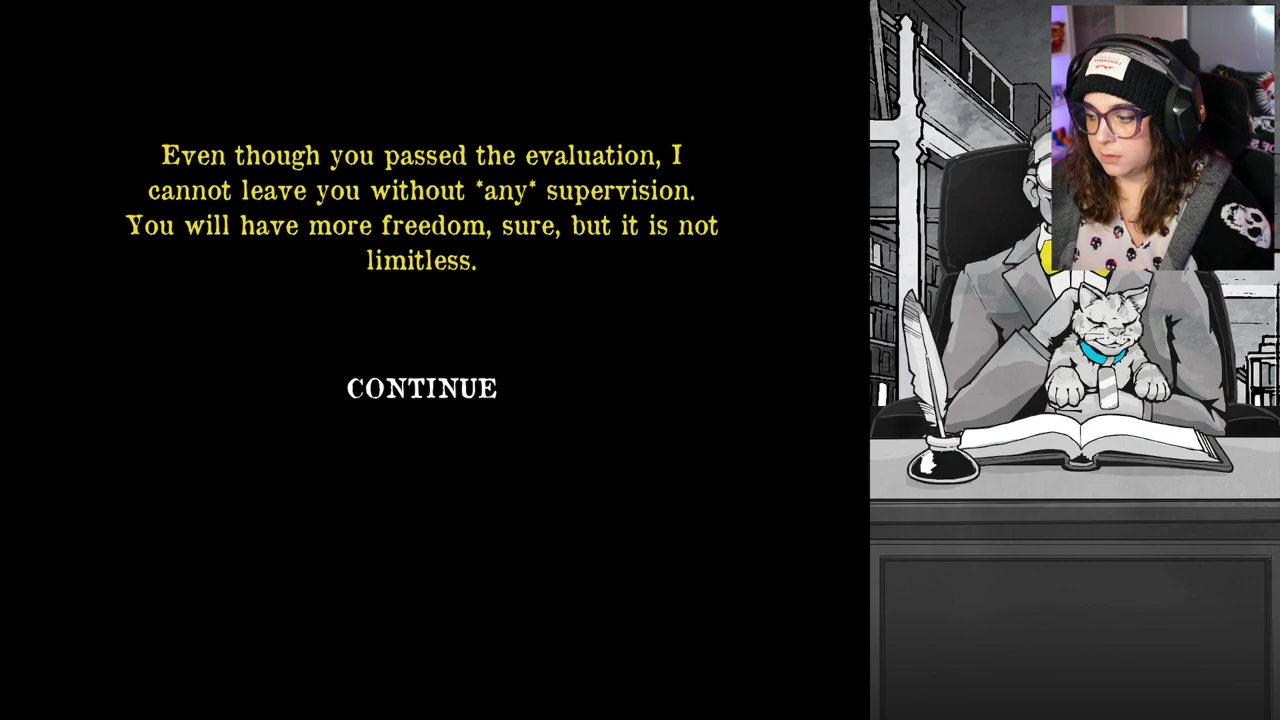 Even though you passed the evaluation, I
cannot leave you without *any* supervision.
You will have more freedom, sure, but it is not
limitless.
CONTINUE